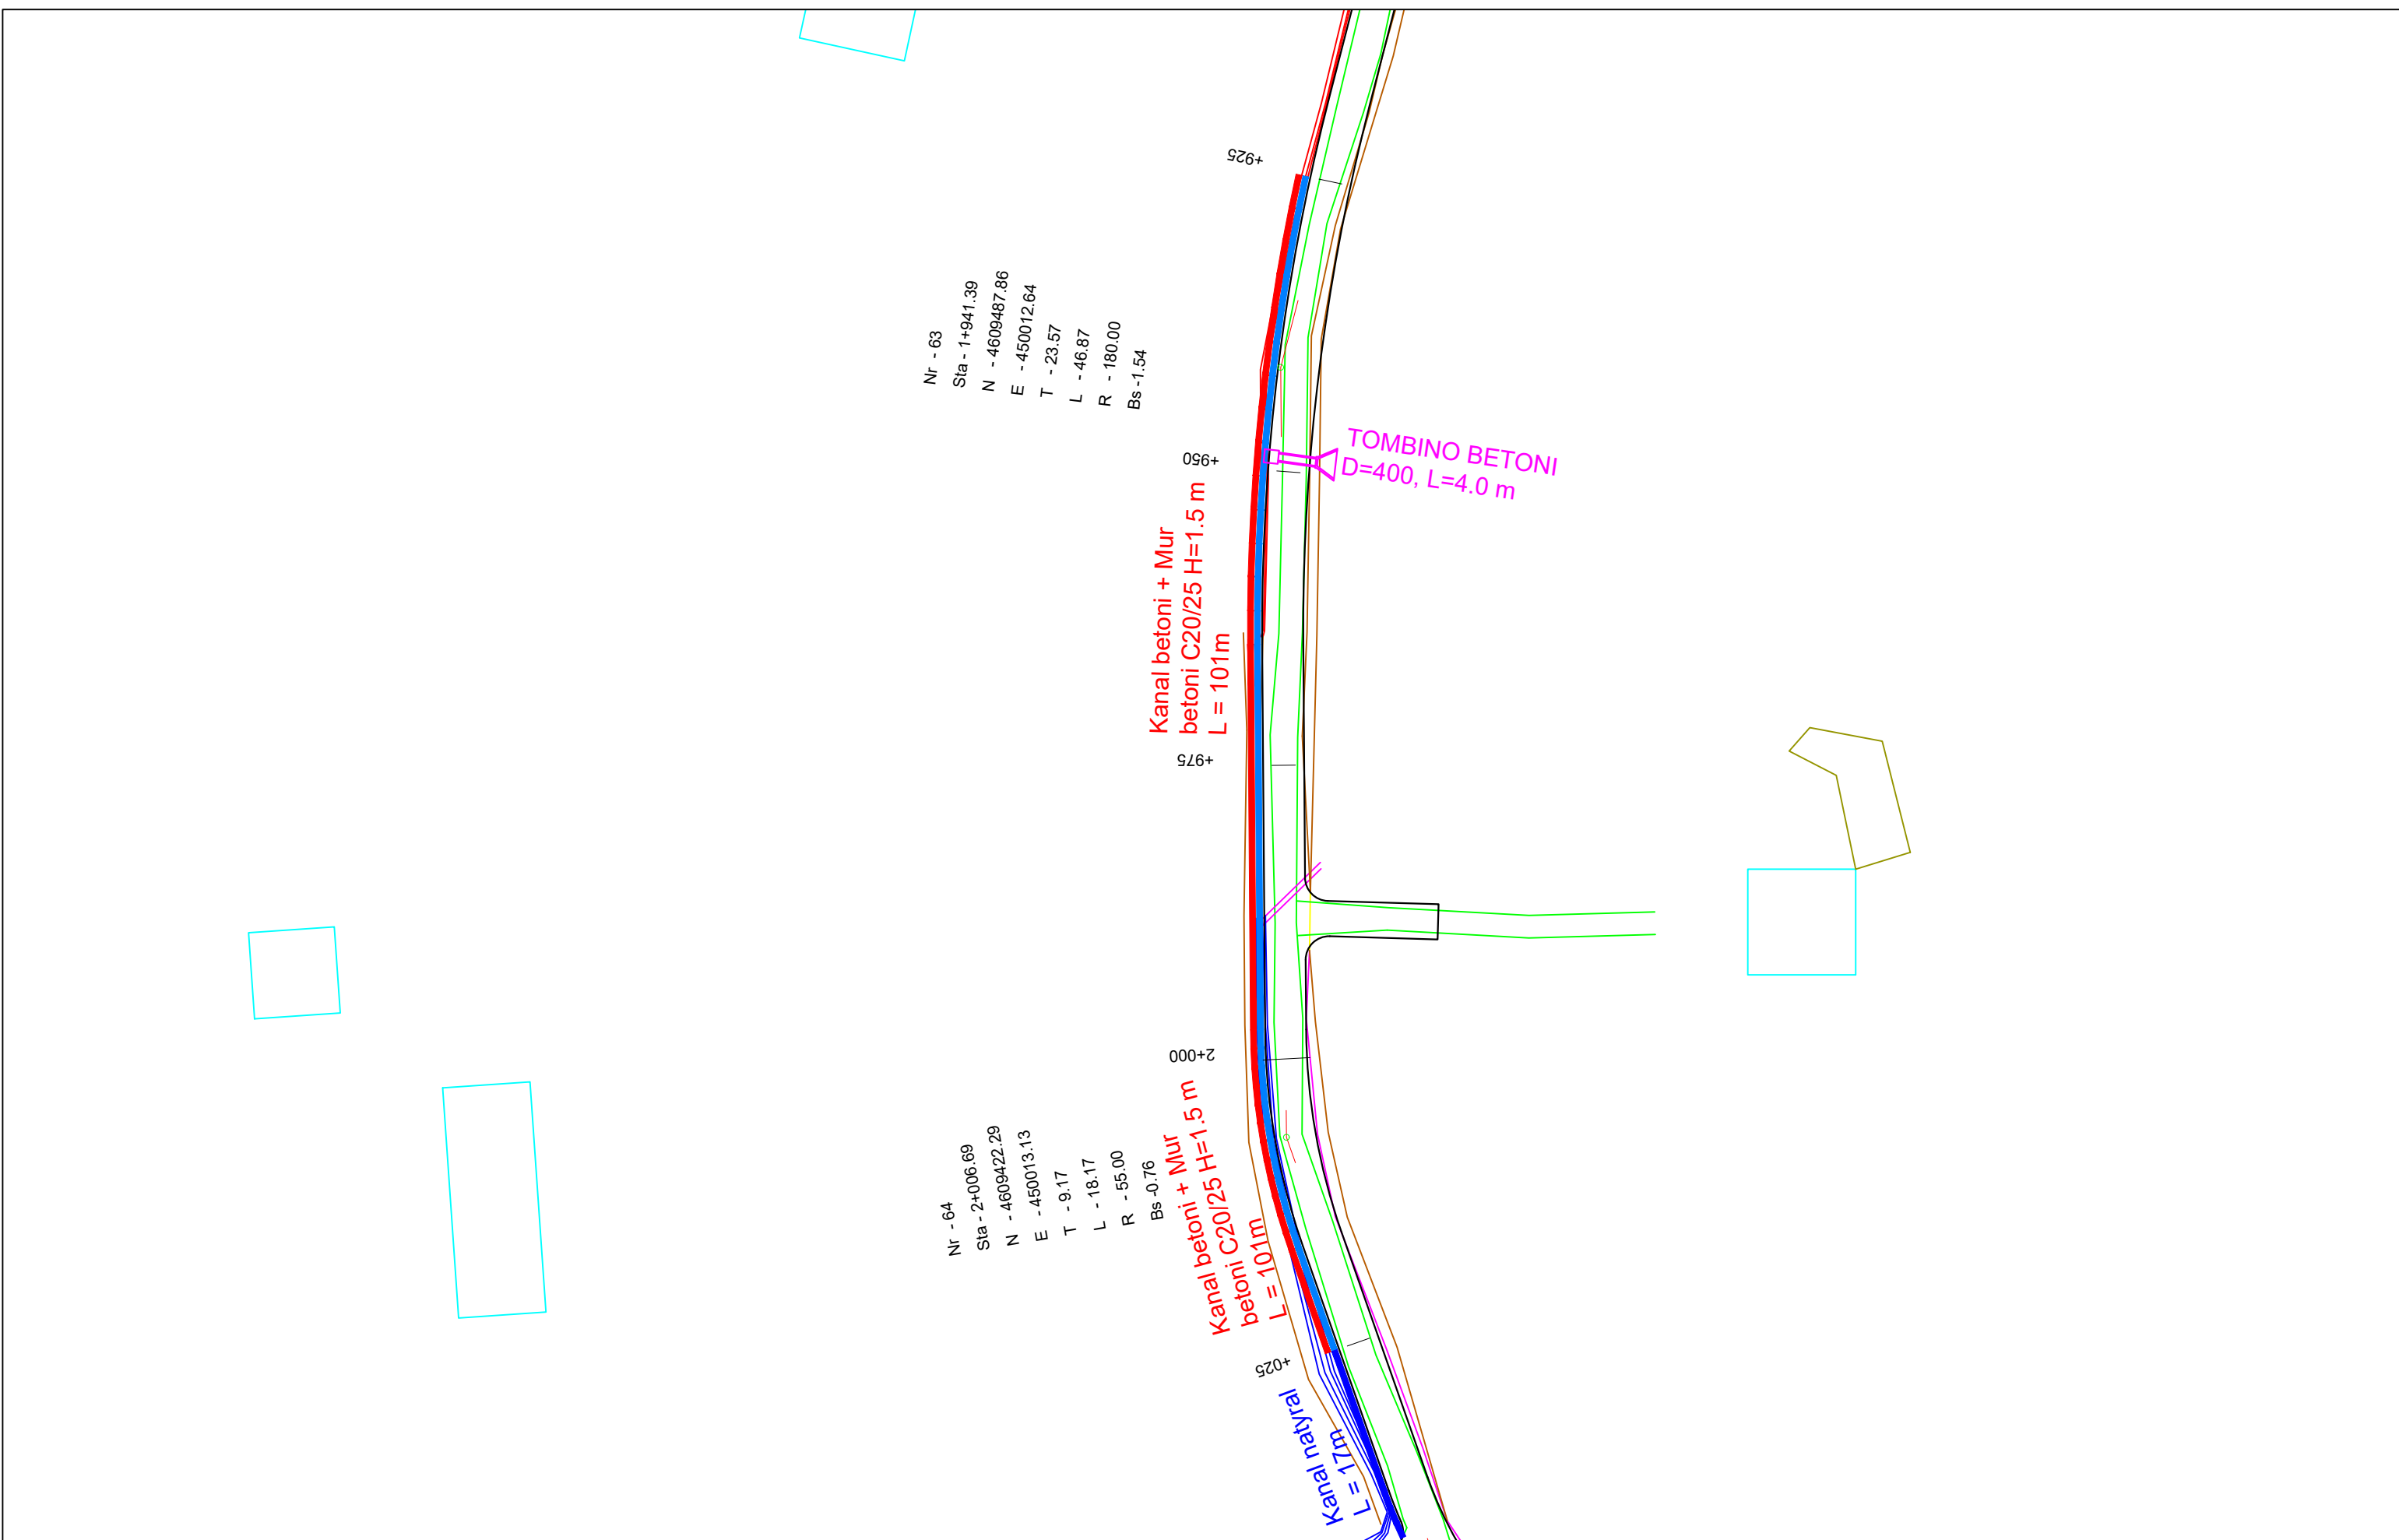 +925
Nr - 63
Sta - 1+941.39
N - 4609487.86
E - 450012.64
T - 23.57
L - 46.87
R - 180.00
Bs -1.54
TOMBINO BETONI
D=400, L=4.0 m
+950
Kanal betoni + Mur
betoni C20/25 H=1.5 m
L = 101m
+975
2+000
Nr - 64
Sta - 2+006.69
N - 4609422.29
E - 450013.13
T - 9.17
L - 18.17
R - 55.00
Bs -0.76
Kanal betoni + Mur
betoni C20/25 H=1.5 m
L = 101m
+025
Kanal natyral
L = 17m